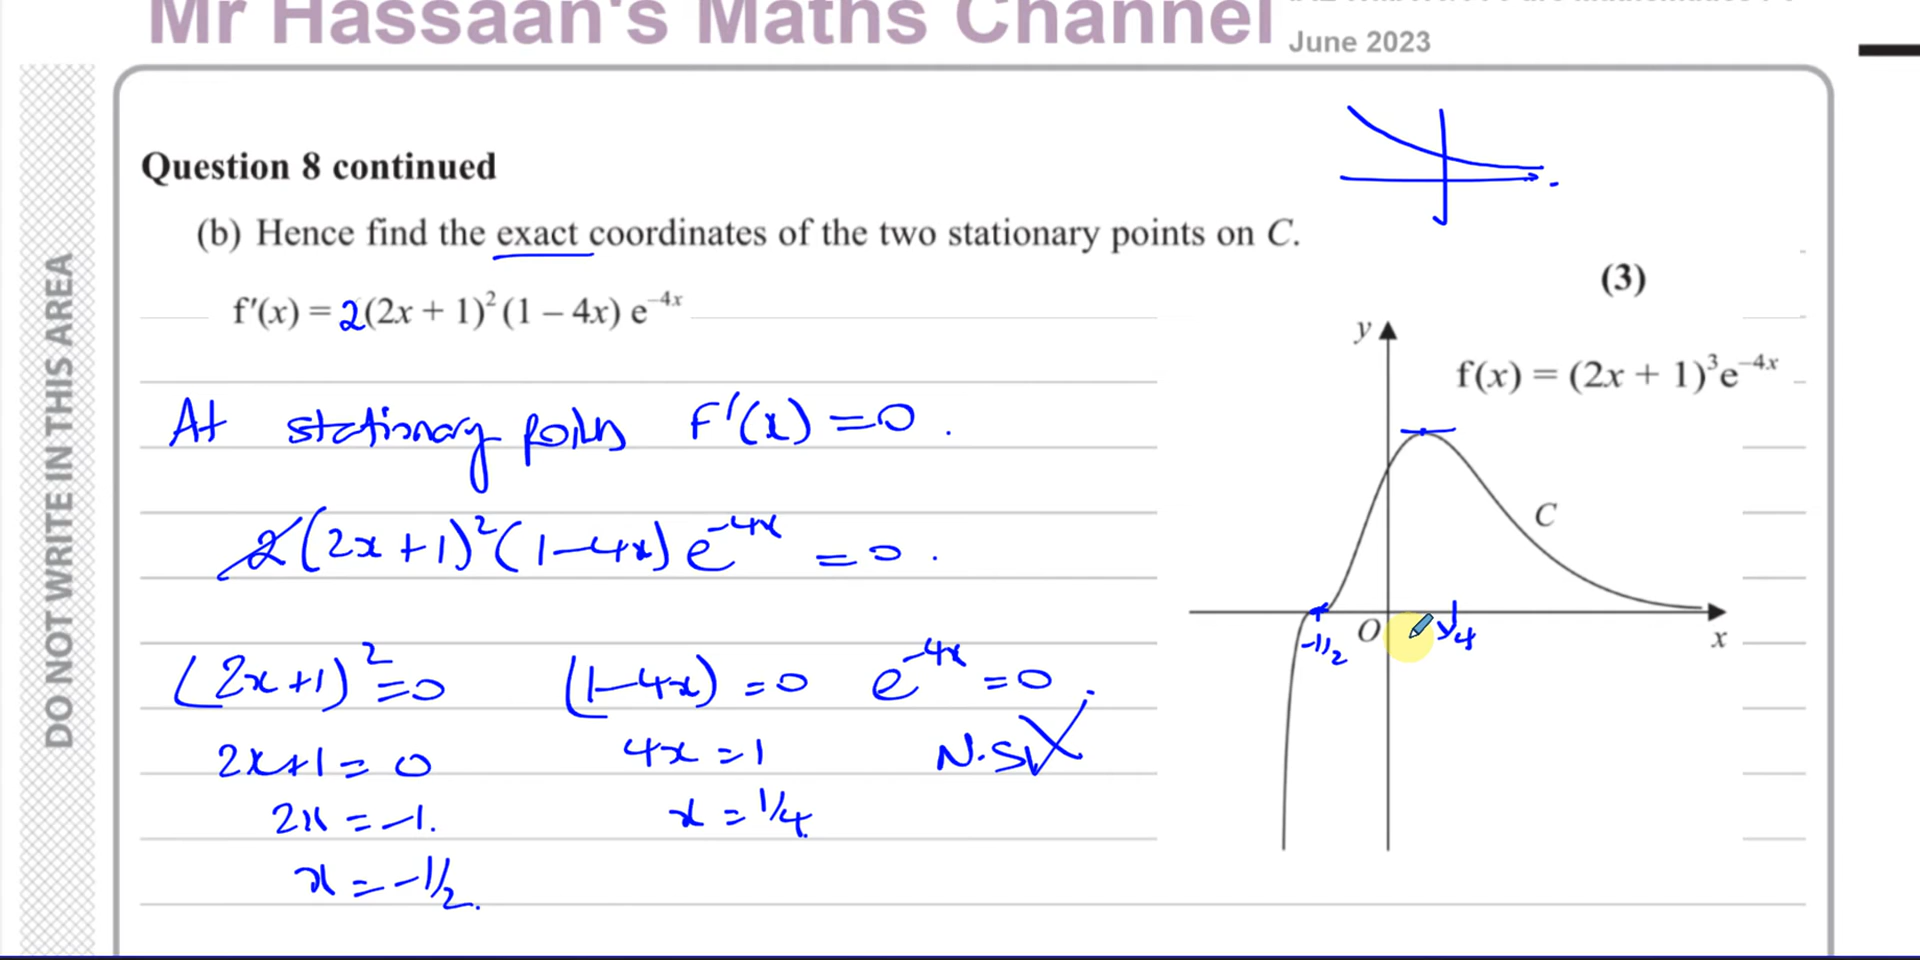 Mr Hassaan's Maths Channel
June 2023
DO NOT WRITE IN THIS AREA
Question 8 continued
(b) Hence find the exact coordinates of the two stationary points on C.
(3)
f'(x) = 2(2x + 1)² (1 – 4x) e⁻⁴ˣ
y
f(x) = (2x + 1)³e⁻⁴ˣ
At stationary points f'(x) = 0.
C
2(2x+1)²(1-4x) e⁻⁴ˣ = 0.
-1/2 O 1/4 x
(2x+1)² = 0 (1-4x) = 0 e⁻⁴ˣ = 0.
2x+1 = 0 4x = 1 N.S
2x = -1. x = 1/4.
x = -1/2.